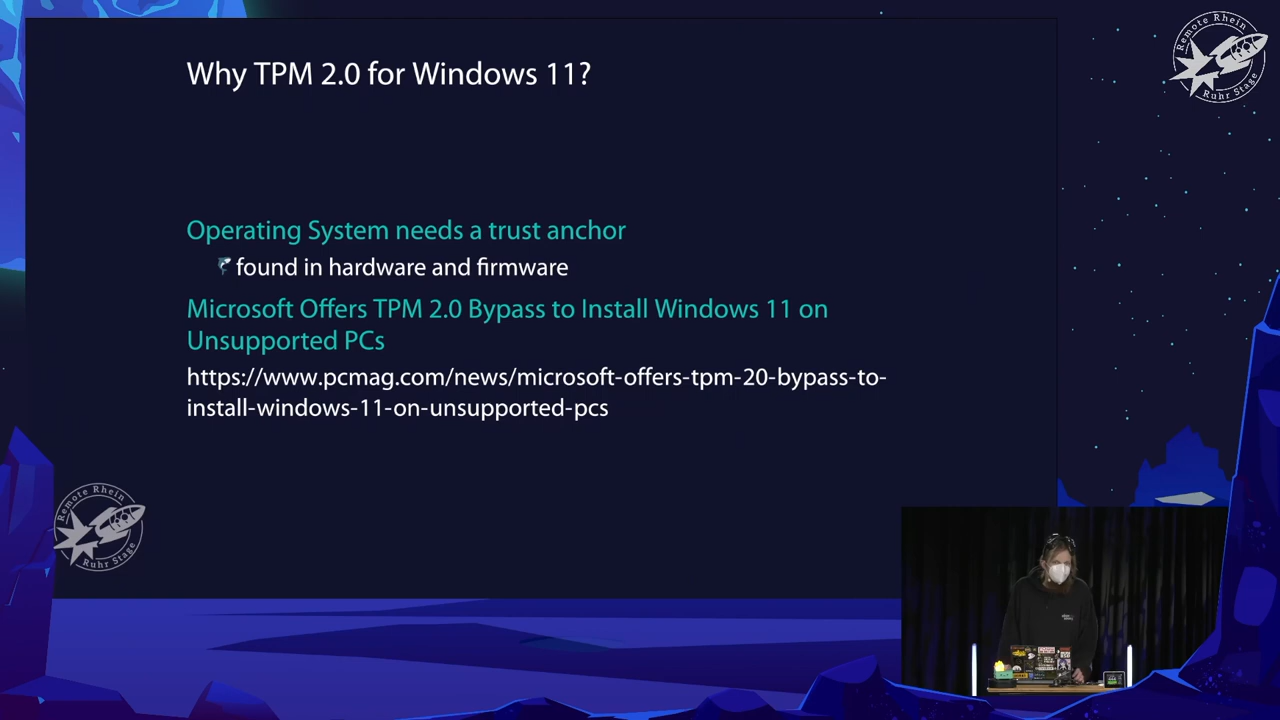 Why TPM 2.0 for Windows 11?
Operating System needs a trust anchor
found in hardware and firmware
Microsoft Offers TPM 2.0 Bypass to Install Windows 11 on
Unsupported PCs
https://www.pcmag.com/news/microsoft-offers-tpm-20-bypass-to-
install-windows-11-on-unsupported-pcs
Remote Rhein
Ruhr Stage
Remote Rhein
Ruhr Stage